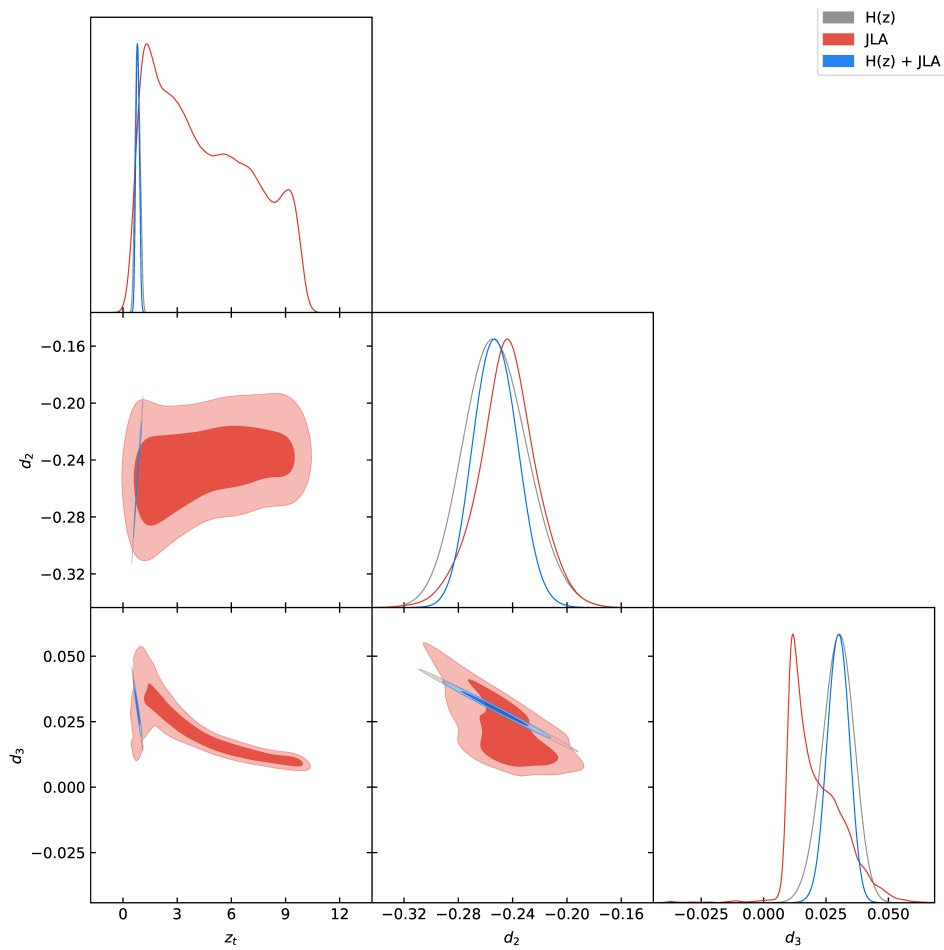 H(z)
JLA
H(z) + JLA
−0.16
−0.20
−0.24
−0.28
−0.32
d₂
0.050
0.025
0.000
−0.025
d₃
0 3 6 9 12
−0.32 −0.28 −0.24 −0.20 −0.16
−0.025 0.000 0.025 0.050
zₜ
d₂
d₃